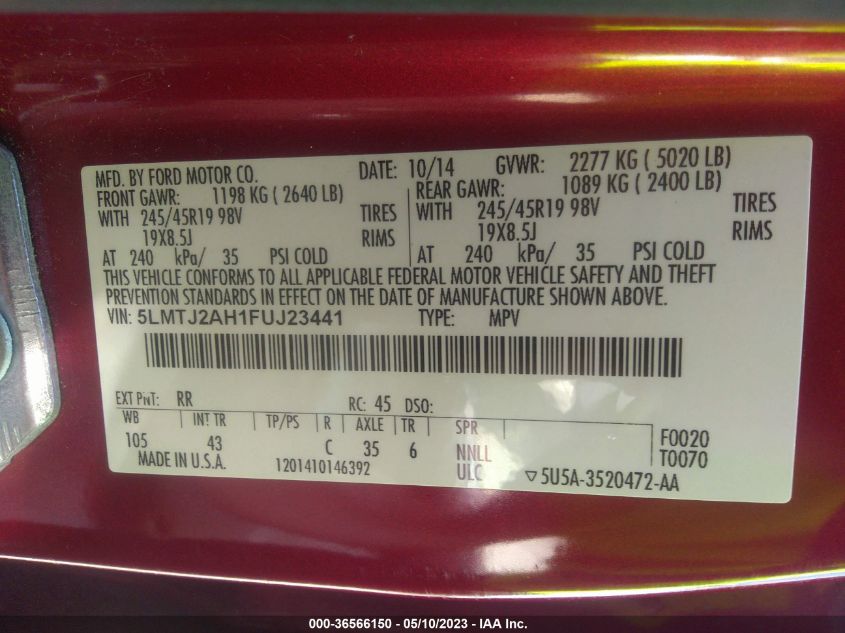 MFD. BY FORD MOTOR CO. DATE: 10/14 GVWR: 2277 KG ( 5020 LB)
FRONT GAWR: 1198 KG ( 2640 LB) REAR GAWR: 1089 KG ( 2400 LB)
WITH 245/45R19 98V TIRES WITH 245/45R19 98V TIRES
19X8.5J RIMS 19X8.5J RIMS
AT 240 kPa/ 35 PSI COLD AT 240 kPa/ 35 PSI COLD
THIS VEHICLE CONFORMS TO ALL APPLICABLE FEDERAL MOTOR VEHICLE SAFETY AND THEFT
PREVENTION STANDARDS IN EFFECT ON THE DATE OF MANUFACTURE SHOWN ABOVE.
VIN: 5LMTJ2AH1FUJ23441 TYPE: MPV
EXT PNT: RR RC: 45 DSO:
WB INT TR TP/PS R AXLE TR SPR
105 43 C 35 6 NNLL F0020
MADE IN U.S.A. 1201410146392 ULC T0070
▽5U5A-3520472-AA
000-36566150 - 05/10/2023 - IAA Inc.